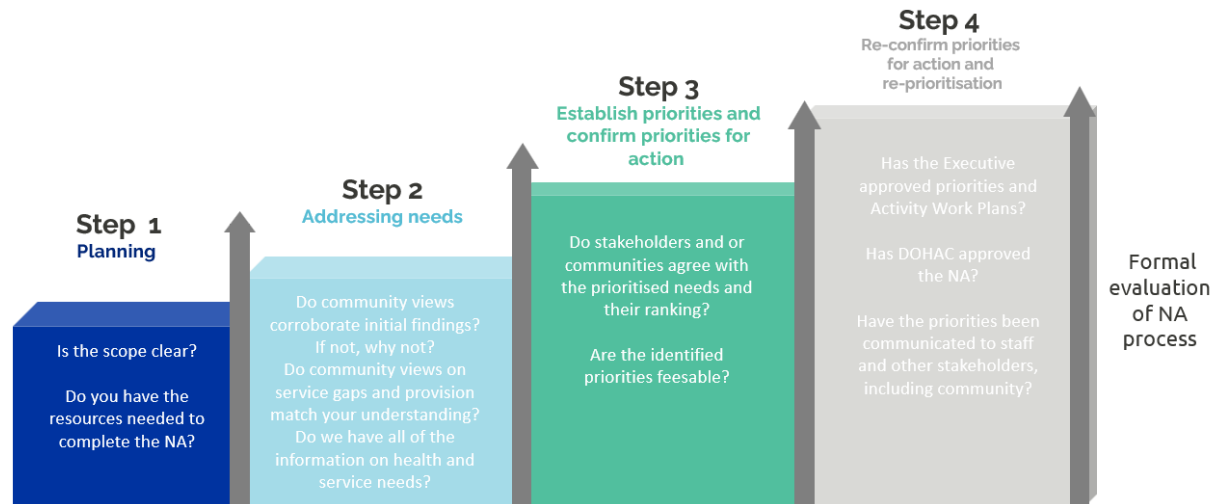 Step 1
Planning
Is the scope clear?
Do you have the
resources needed to
complete the NA?
Step 2
Addressing needs
Do community views
corroborate initial findings?
If not, why not?
Do community views on
service gaps and provision
match your understanding?
Do we have all of the
information on health and
service needs?
Step 3
Establish priorities and
confirm priorities for
action
Do stakeholders and or
communities agree with
the prioritised needs and
their ranking?
Are the identified
priorities feesable?
Step 4
Re-confirm priorities
for action and
re-prioritisation
Has the Executive
approved priorities and
Activity Work Plans?
Has DOHAC approved
the NA?
Have the priorities been
communicated to staff
and other stakeholders,
including community?
Formal
evaluation
of NA
process